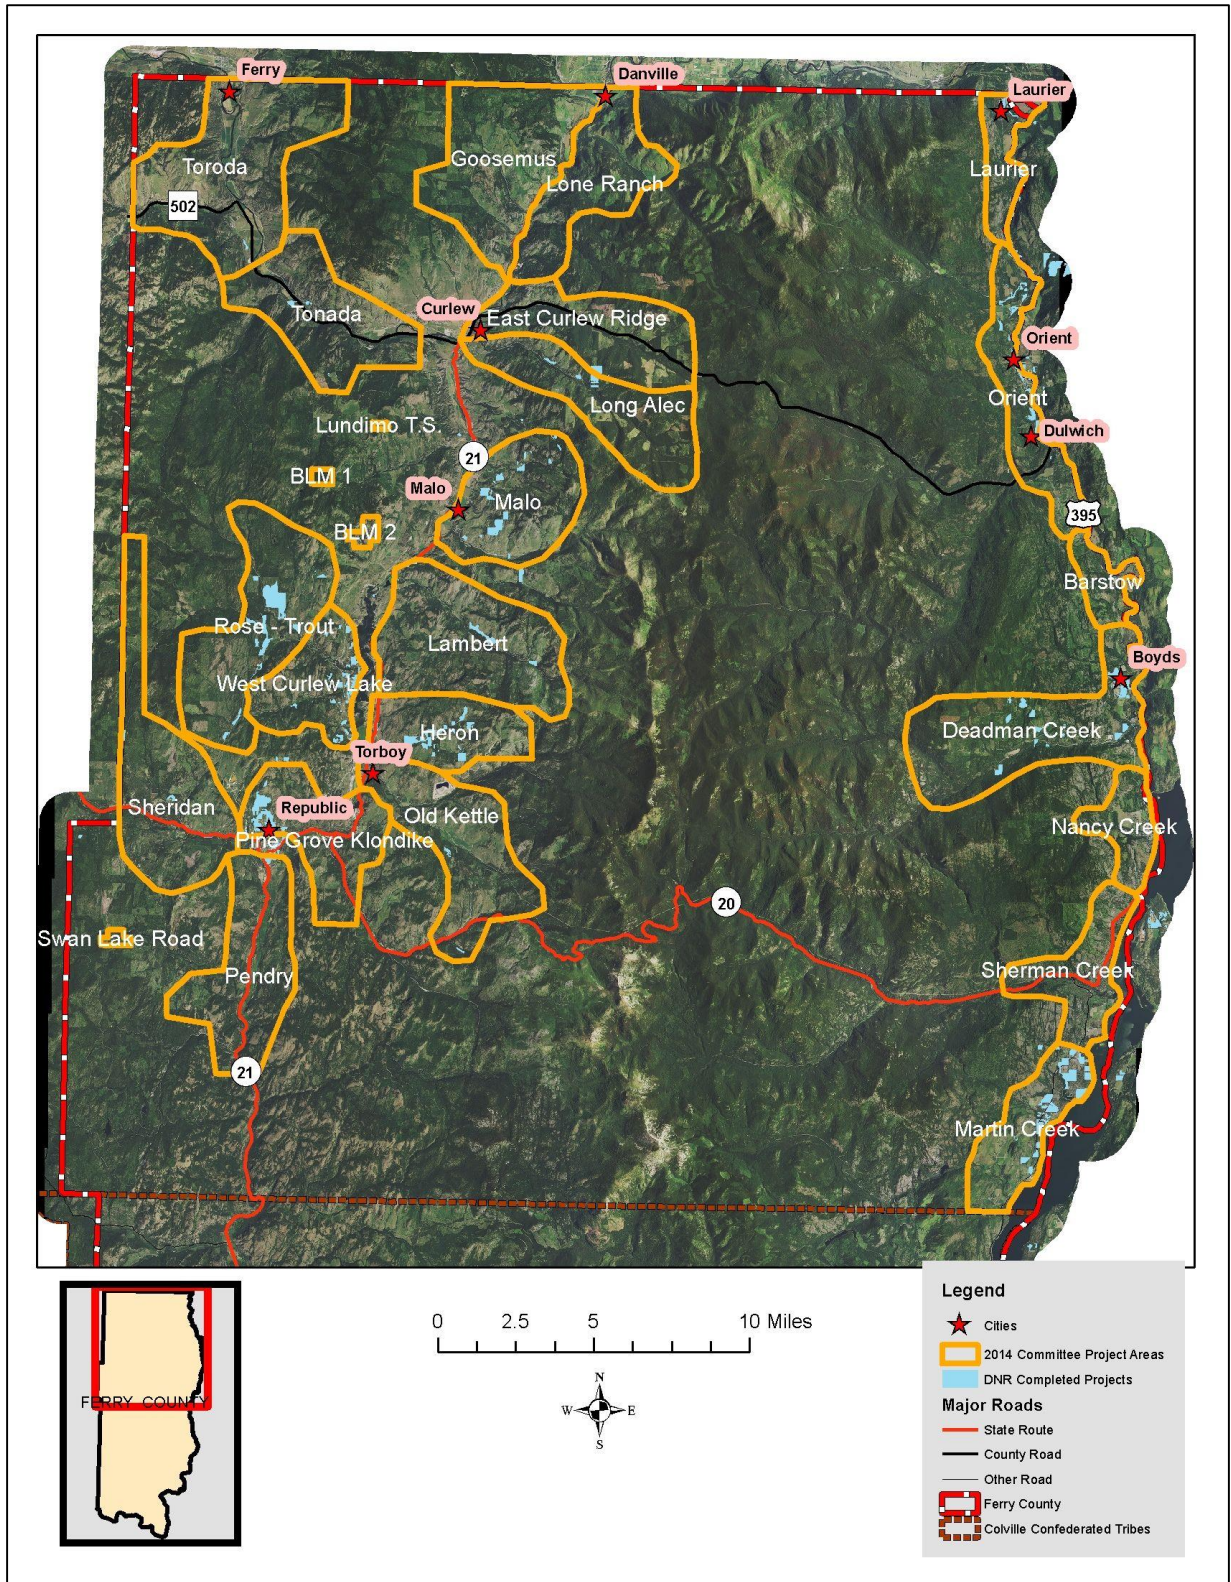 Ferry
Danville
Laurier
Toroda
Goosemus
Lone Ranch
Laurier
502
Tonada
Curlew
East Curlew Ridge
Orient
Long Alec
Orient
Lundimo T.S.
Dulwich
21
BLM 1
Malo
Malo
395
BLM 2
Barstow
Rose - Trout
Lambert
Boyds
West Curlew Lake
Heron
Deadman Creek
Torboy
Sheridan
Republic
Old Kettle
Nancy Creek
Pine Grove Klondike
20
Swan Lake Road
Pendry
Sherman Creek
21
Martin Creek
FERRY COUNTY
0 2.5 5 10 Miles
N
W E
S
Legend
Cities
2014 Committee Project Areas
DNR Completed Projects
Major Roads
State Route
County Road
Other Road
Ferry County
Colville Confederated Tribes